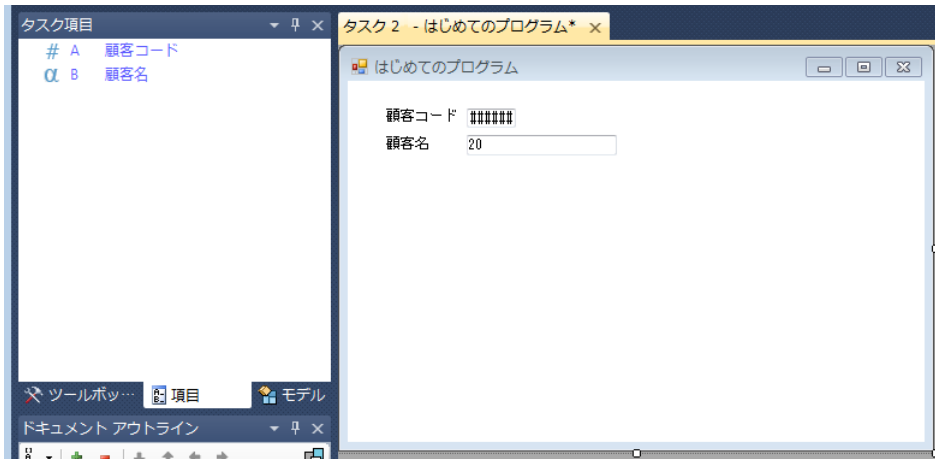 タスク項目
# A 顧客コード
α B 顧客名
ツールボッ…
項目
モデル
ドキュメント アウトライン
タスク 2 - はじめてのプログラム*
はじめてのプログラム
顧客コード ######
顧客名 20